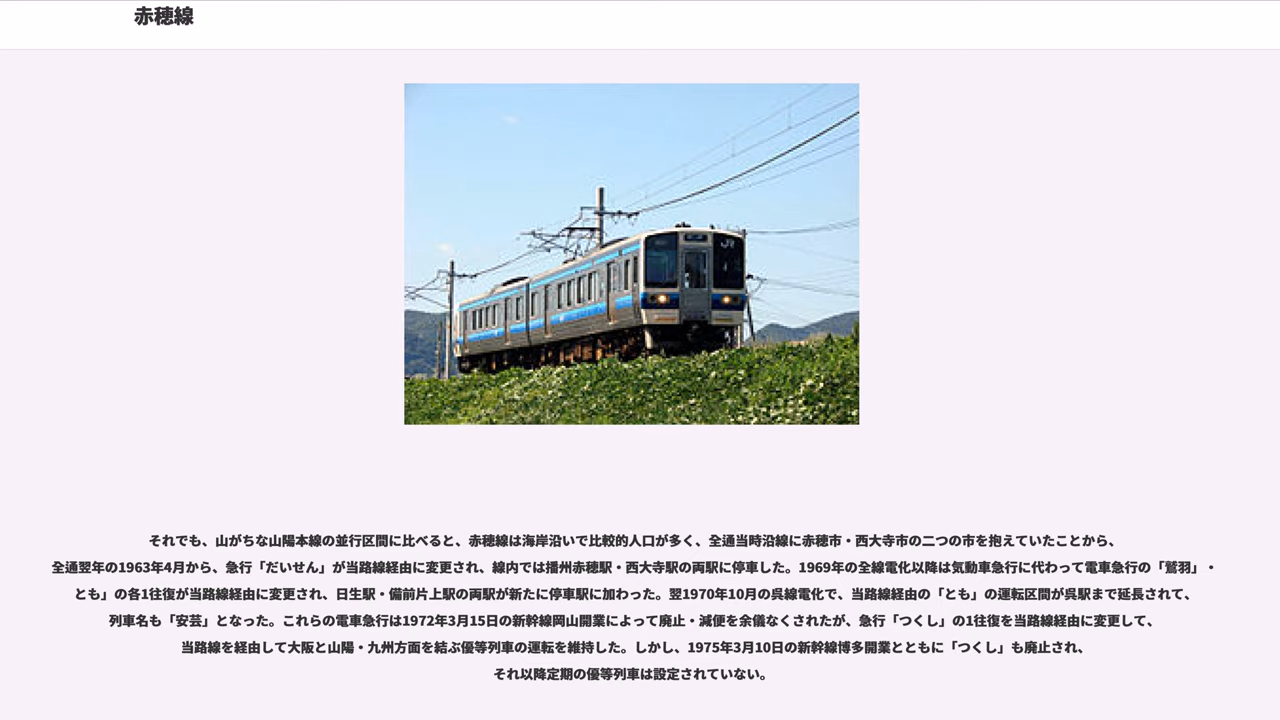 赤穂線
JR
それでも、山がちな山陽本線の並行区間に比べると、赤穂線は海岸沿いで比較的人口が多く、全通当時沿線に赤穂市・西大寺市の二つの市を抱えていたことから、
全通翌年の1963年4月から、急行「だいせん」が当路線経由に変更され、線内では播州赤穂駅・西大寺駅の両駅に停車した。1969年の全線電化以降は気動車急行に代わって電車急行の「鷲羽」・
とも」の各1往復が当路線経由に変更され、日生駅・備前片上駅の両駅が新たに停車駅に加わった。翌1970年10月の呉線電化で、当路線経由の「とも」の運転区間が呉駅まで延長されて、
列車名も「安芸」となった。これらの電車急行は1972年3月15日の新幹線岡山開業によって廃止・減便を余儀なくされたが、急行「つくし」の1往復を当路線経由に変更して、
当路線を経由して大阪と山陽・九州方面を結ぶ優等列車の運転を維持した。しかし、1975年3月10日の新幹線博多開業とともに「つくし」も廃止され、
それ以降定期の優等列車は設定されていない。